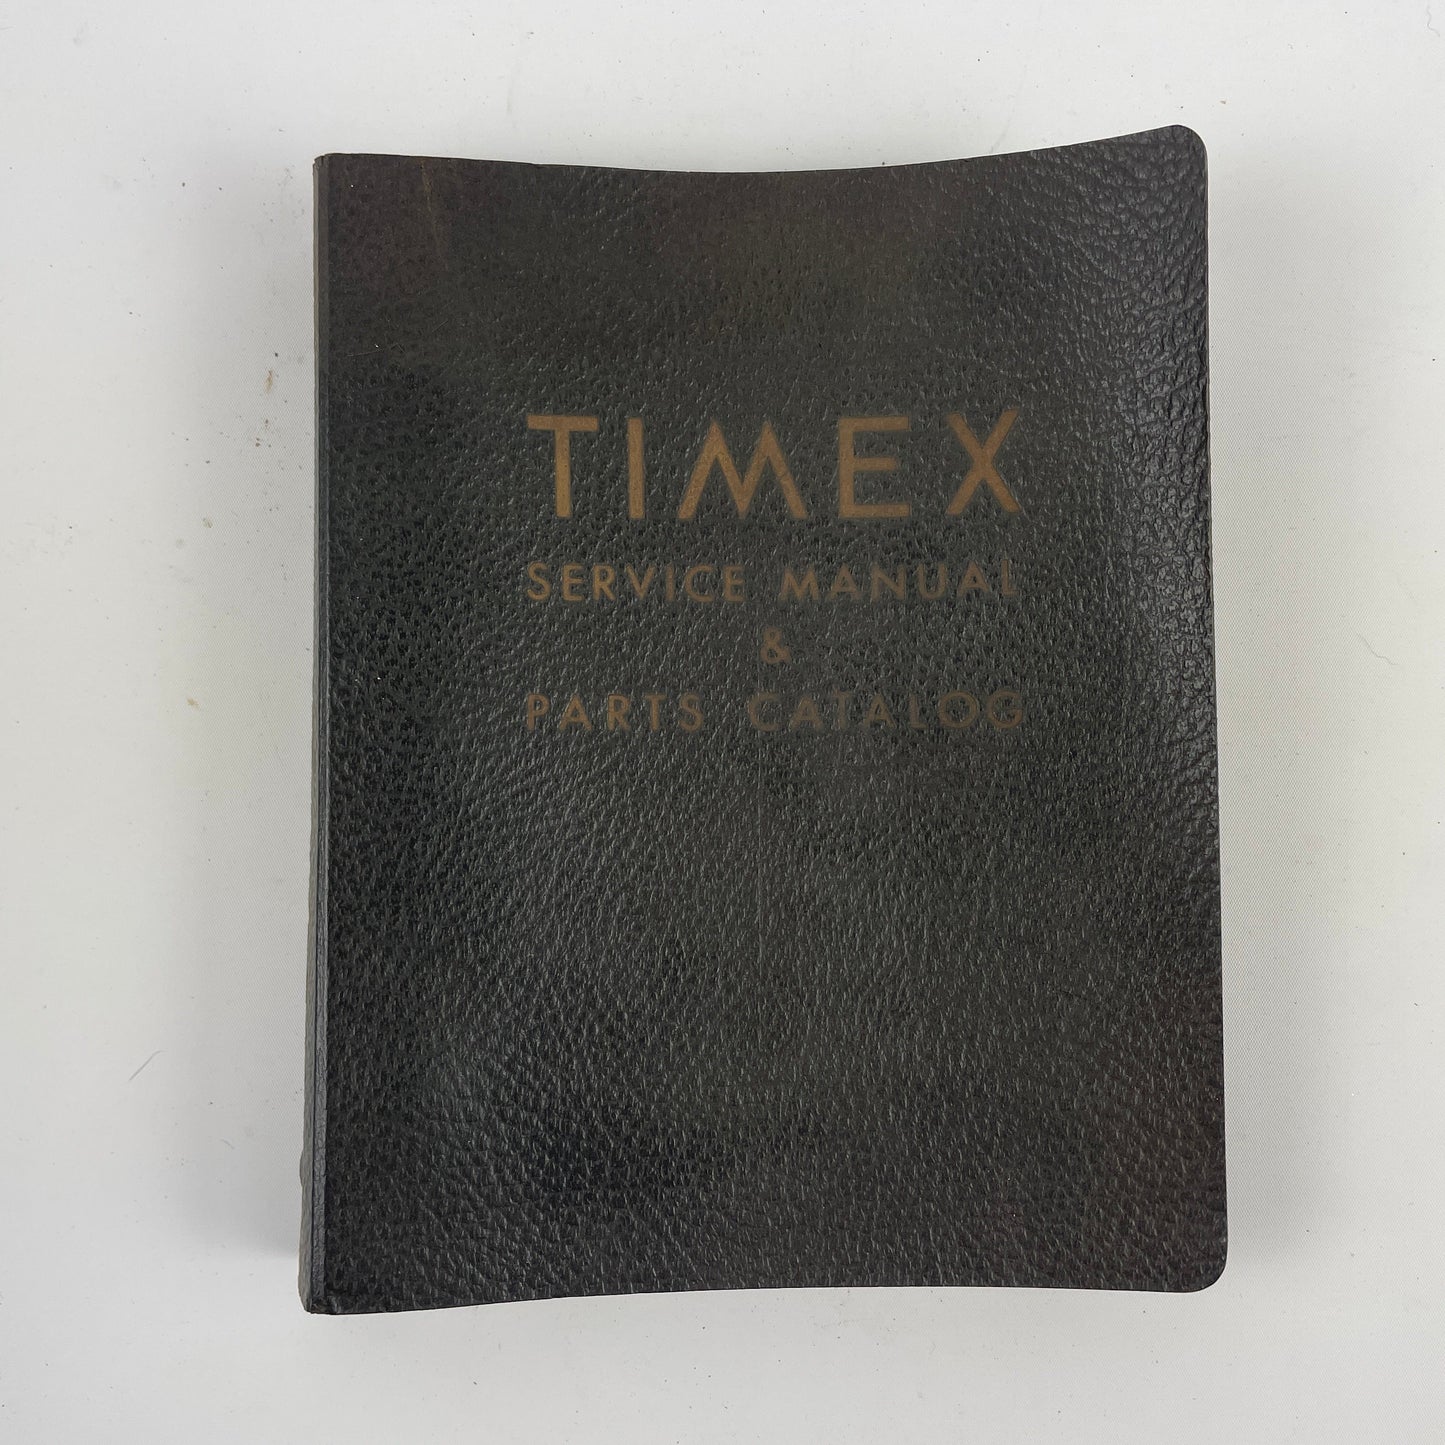 TIMEX
SERVICE MANUAL
&
PARTS CATALOG